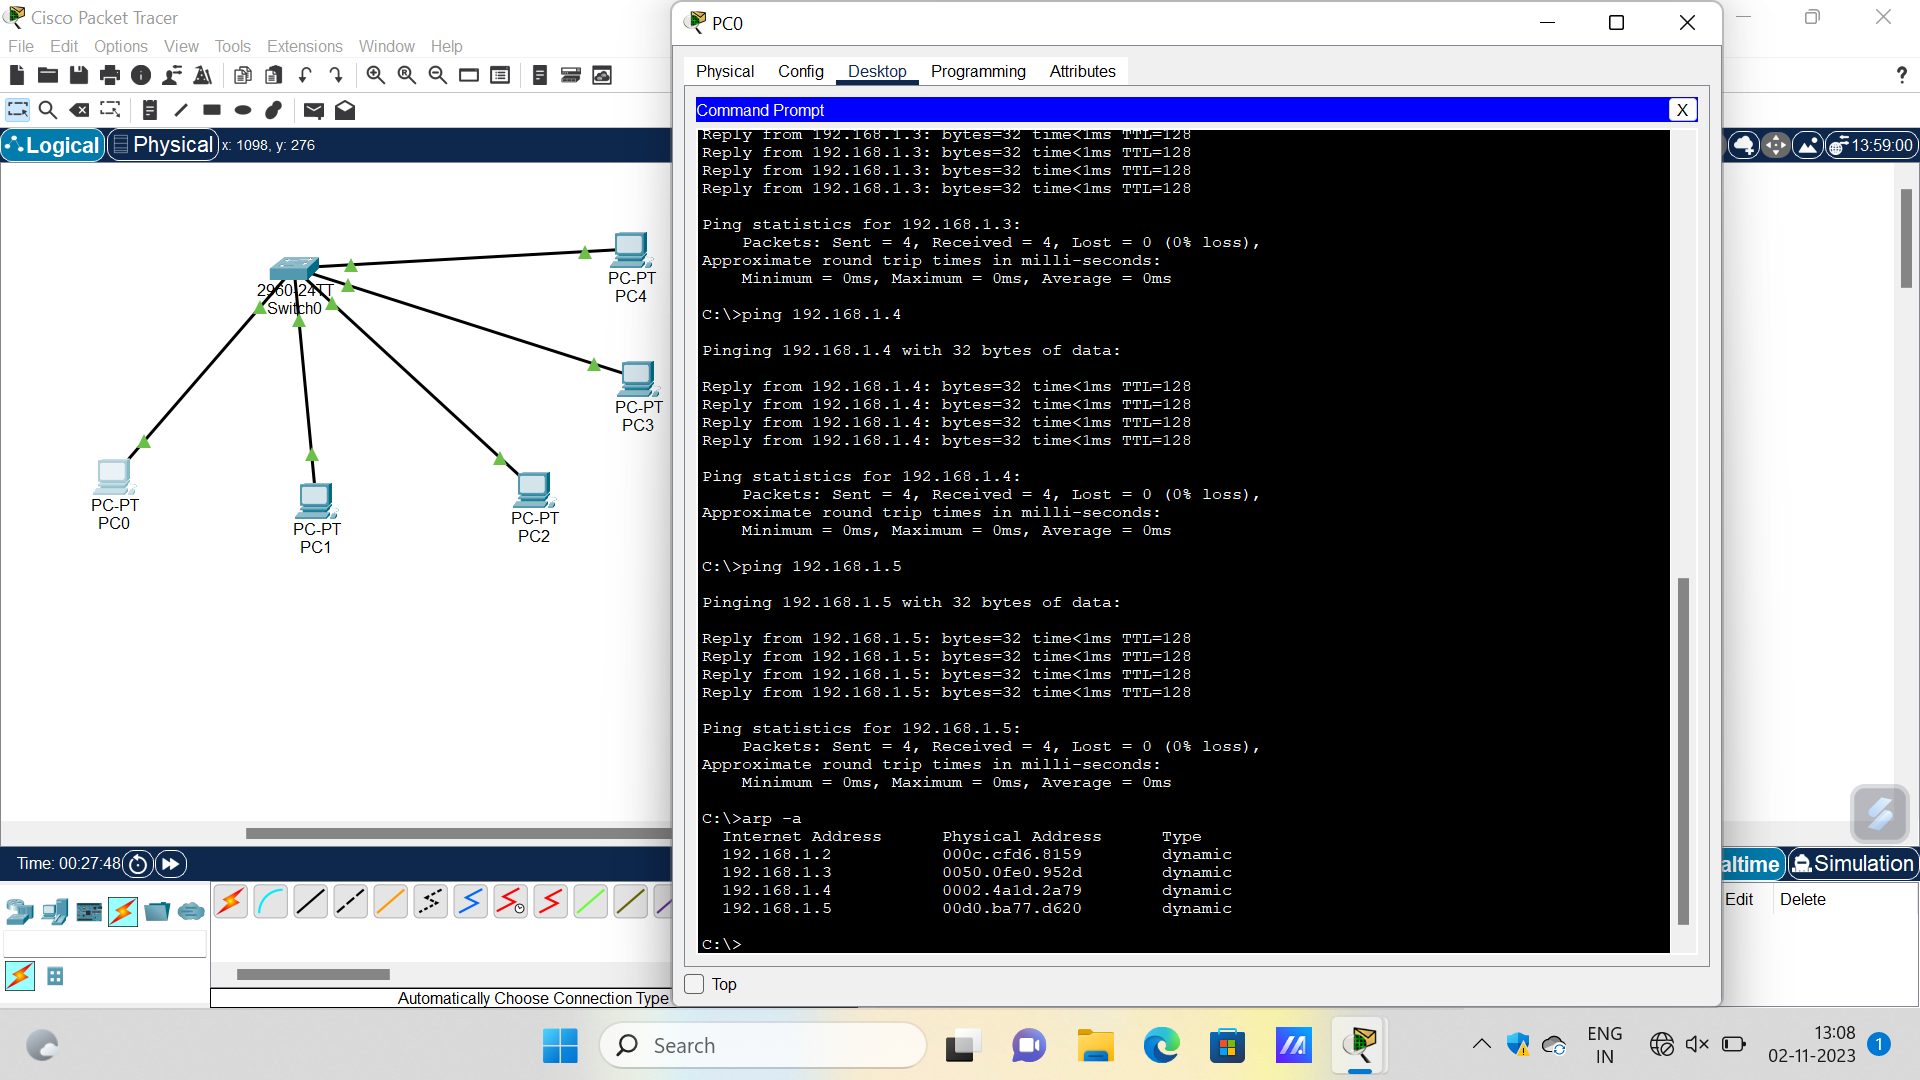 Cisco Packet Tracer
File Edit Options View Tools Extensions Window Help
Logical Physical x: 1098, y: 276
2960-24TT
Switch0
PC-PT
PC4
PC-PT
PC3
PC-PT
PC0
PC-PT
PC1
PC-PT
PC2
Time: 00:27:48
Automatically Choose Connection Type
PC0
Physical Config Desktop Programming Attributes
Command Prompt
X
Reply from 192.168.1.3: bytes=32 time<1ms TTL=128
Reply from 192.168.1.3: bytes=32 time<1ms TTL=128
Reply from 192.168.1.3: bytes=32 time<1ms TTL=128
Reply from 192.168.1.3: bytes=32 time<1ms TTL=128
Ping statistics for 192.168.1.3:
Packets: Sent = 4, Received = 4, Lost = 0 (0% loss),
Approximate round trip times in milli-seconds:
Minimum = 0ms, Maximum = 0ms, Average = 0ms
C:\>ping 192.168.1.4
Pinging 192.168.1.4 with 32 bytes of data:
Reply from 192.168.1.4: bytes=32 time<1ms TTL=128
Reply from 192.168.1.4: bytes=32 time<1ms TTL=128
Reply from 192.168.1.4: bytes=32 time<1ms TTL=128
Reply from 192.168.1.4: bytes=32 time<1ms TTL=128
Ping statistics for 192.168.1.4:
Packets: Sent = 4, Received = 4, Lost = 0 (0% loss),
Approximate round trip times in milli-seconds:
Minimum = 0ms, Maximum = 0ms, Average = 0ms
C:\>ping 192.168.1.5
Pinging 192.168.1.5 with 32 bytes of data:
Reply from 192.168.1.5: bytes=32 time<1ms TTL=128
Reply from 192.168.1.5: bytes=32 time<1ms TTL=128
Reply from 192.168.1.5: bytes=32 time<1ms TTL=128
Reply from 192.168.1.5: bytes=32 time<1ms TTL=128
Ping statistics for 192.168.1.5:
Packets: Sent = 4, Received = 4, Lost = 0 (0% loss),
Approximate round trip times in milli-seconds:
Minimum = 0ms, Maximum = 0ms, Average = 0ms
C:\>arp -a
Internet Address Physical Address Type
192.168.1.2 000c.cfd6.8159 dynamic
192.168.1.3 0050.0fe0.952d dynamic
192.168.1.4 0002.4a1d.2a79 dynamic
192.168.1.5 00d0.ba77.d620 dynamic
C:\>
Top
?
13:59:00
altime Simulation
Edit Delete
Search
ENG
IN
13:08
02-11-2023
1